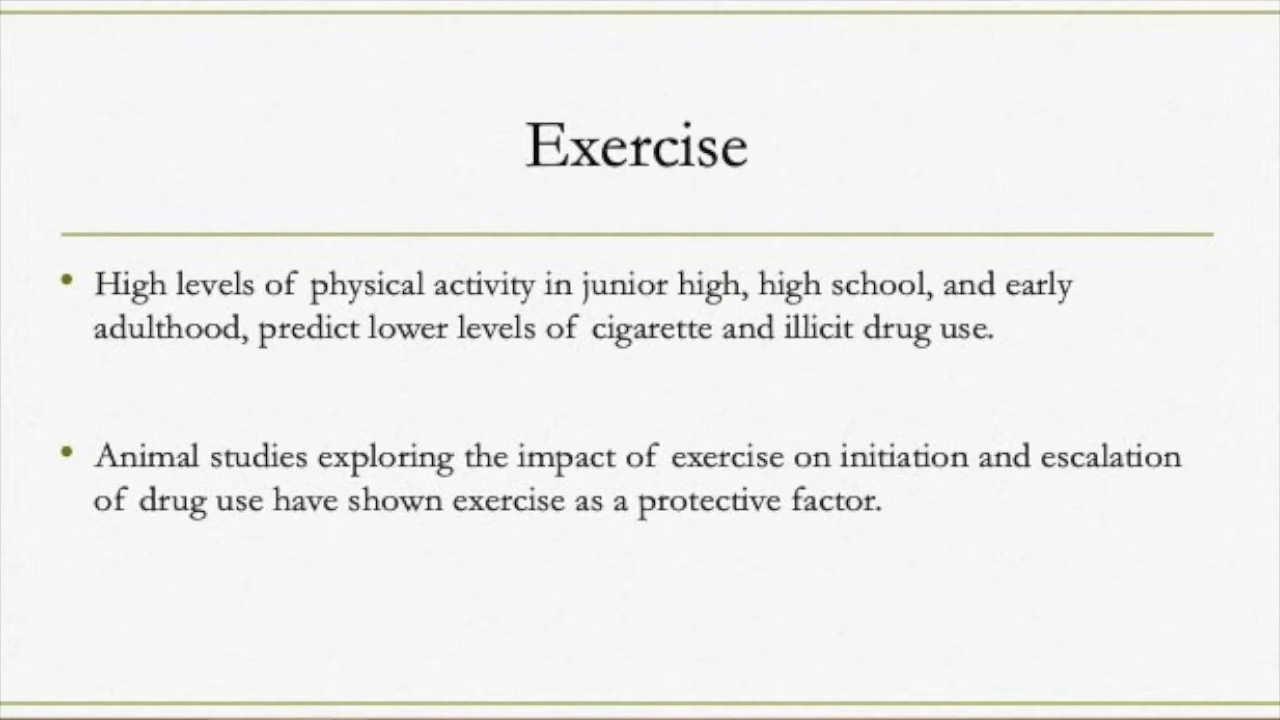 Exercise
• High levels of physical activity in junior high, high school, and early
adulthood, predict lower levels of cigarette and illicit drug use.
• Animal studies exploring the impact of exercise on initiation and escalation
of drug use have shown exercise as a protective factor.